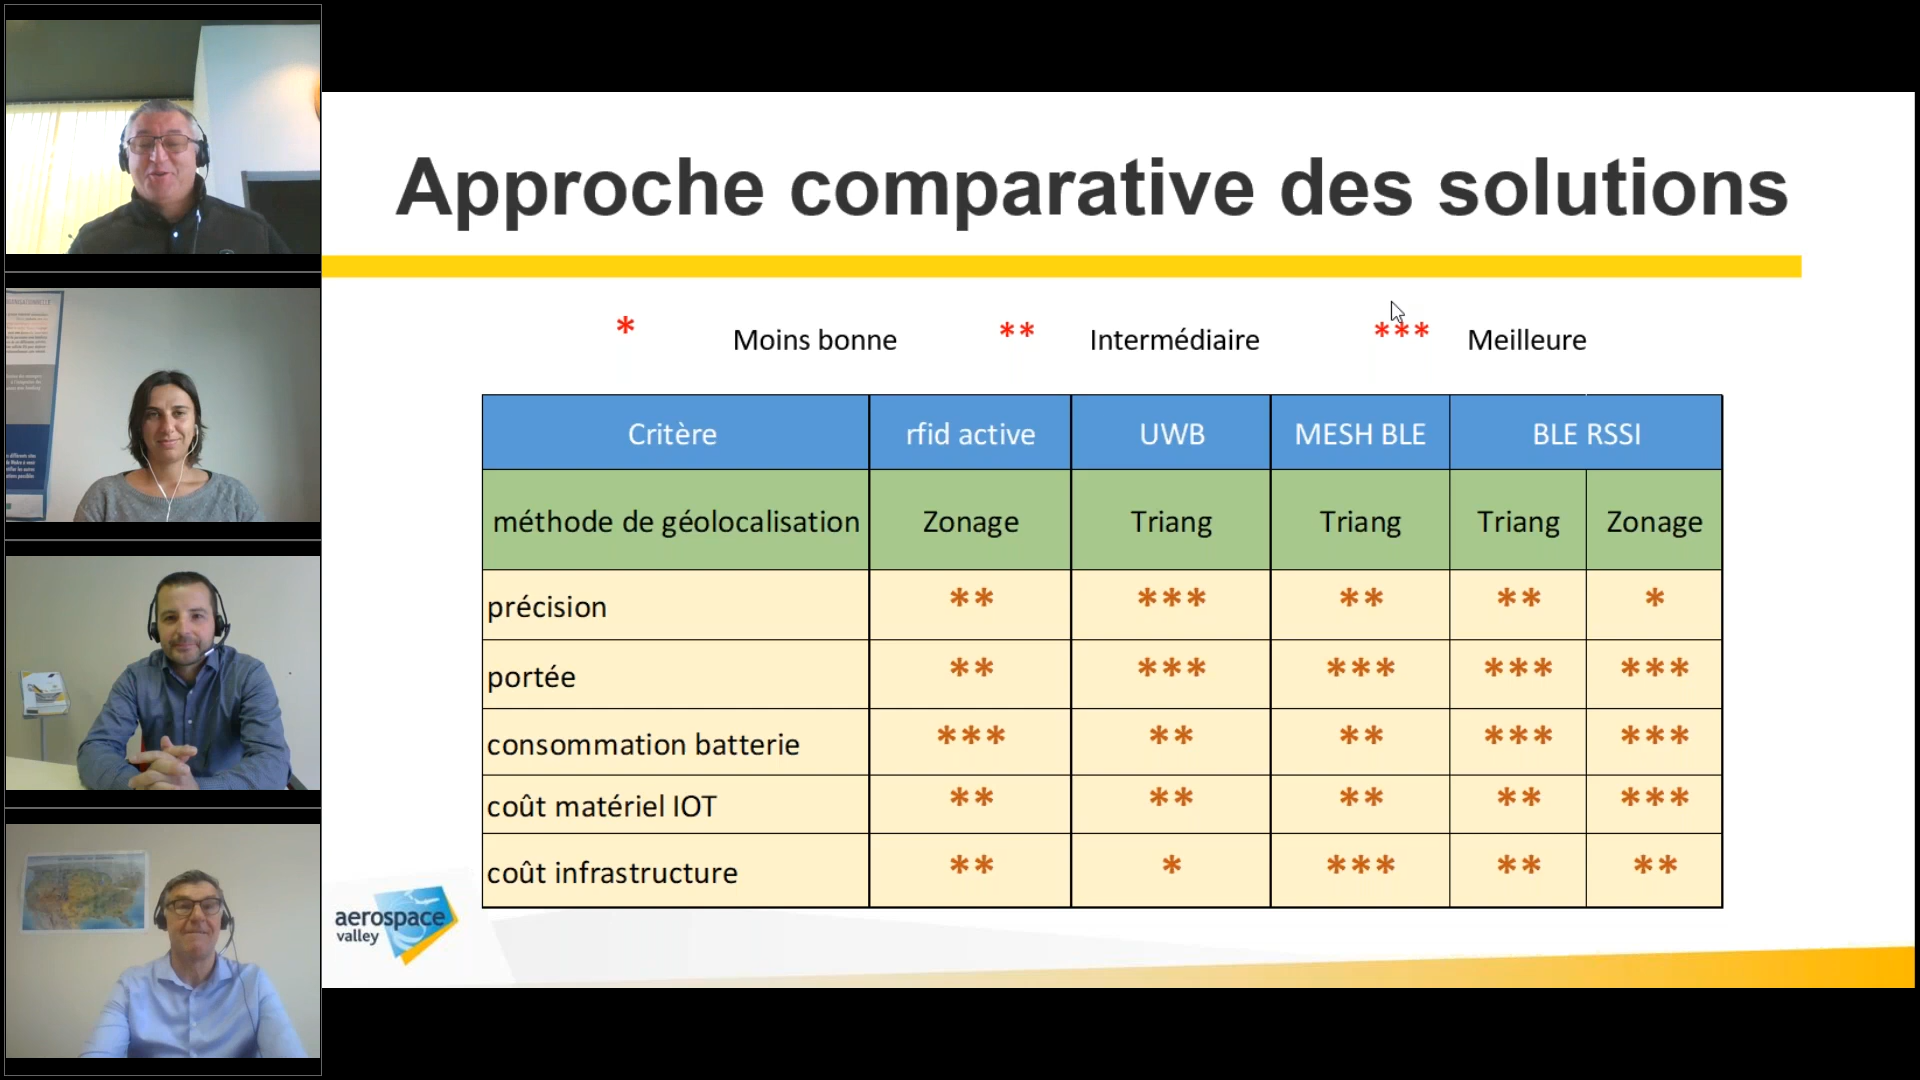 Approche comparative des solutions
* Moins bonne ** Intermédiaire *** Meilleure
Critère rfid active UWB MESH BLE BLE RSSI
méthode de géolocalisation Zonage Triang Triang Triang Zonage
précision ** *** ** ** *
portée ** *** *** *** ***
consommation batterie *** ** ** *** ***
coût matériel IOT ** ** ** ** ***
coût infrastructure ** * *** ** **
aerospace
valley